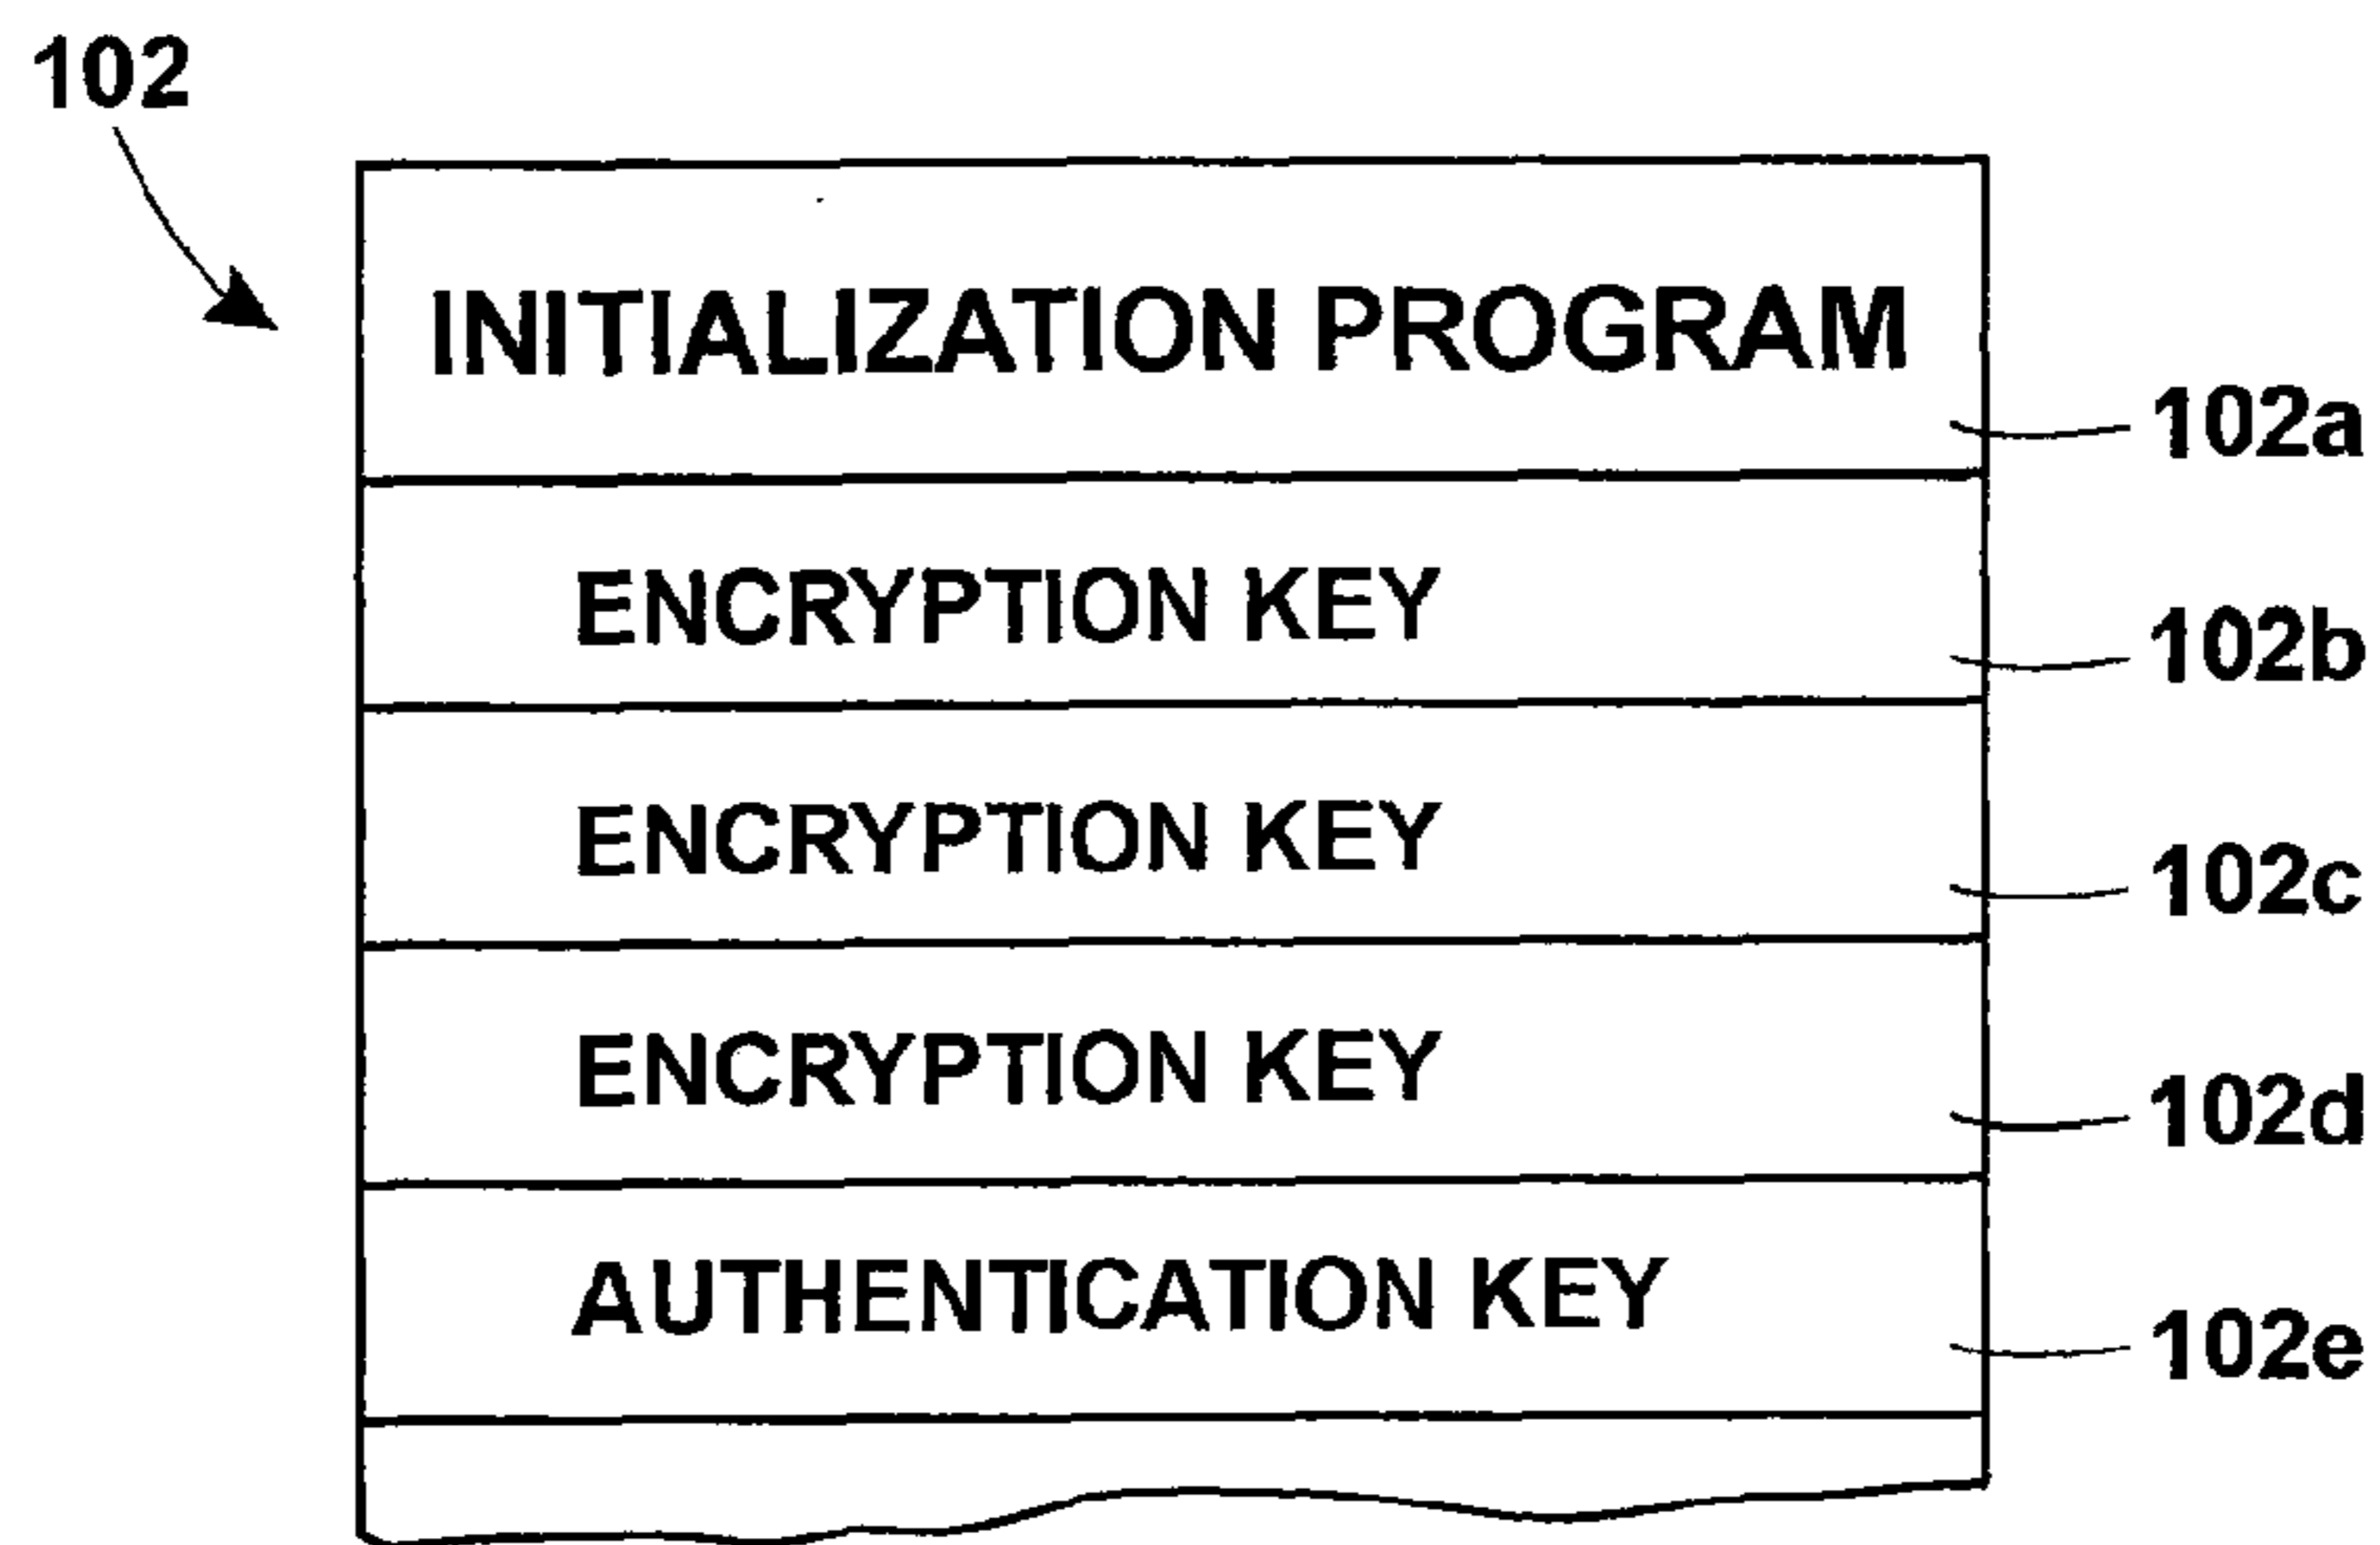 102
INITIALIZATION PROGRAM
102a
ENCRYPTION KEY
102b
ENCRYPTION KEY
102c
ENCRYPTION KEY
102d
AUTHENTICATION KEY
102e